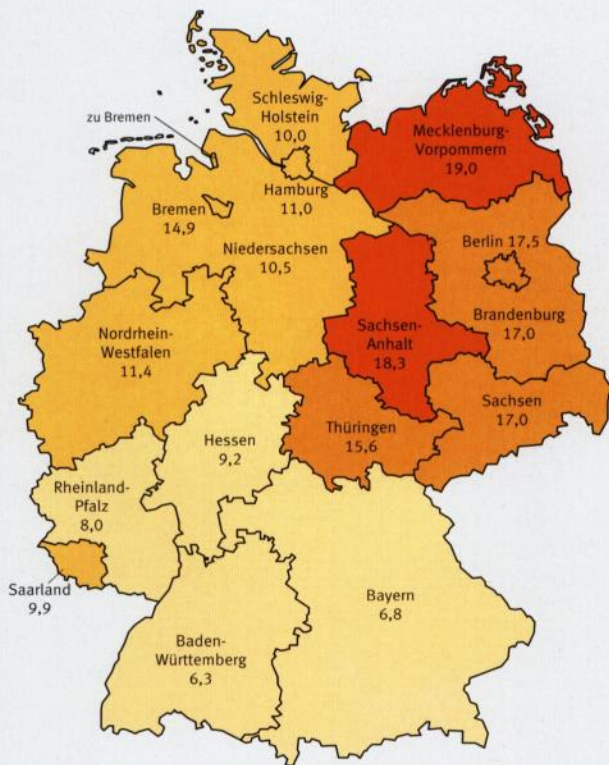 Schleswig-
Holstein
10,0
zu Bremen
Mecklenburg-
Vorpommern
19,0
Hamburg
11,0
Bremen
14,9
Niedersachsen
10,5
Berlin 17,5
Brandenburg
17,0
Nordrhein-
Westfalen
11,4
Sachsen-
Anhalt
18,3
Sachsen
17,0
Thüringen
15,6
Hessen
9,2
Rheinland-
Pfalz
8,0
Saarland
9,9
Bayern
6,8
Baden-
Württemberg
6,3